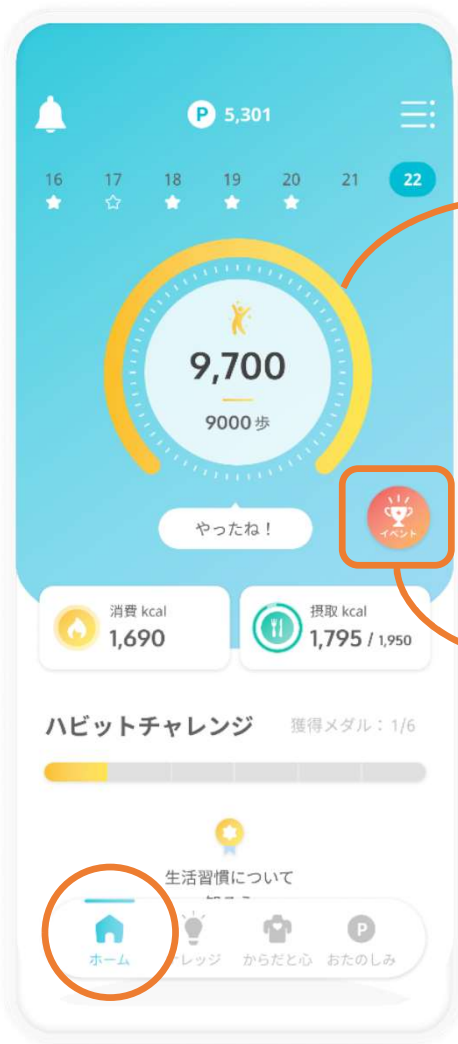 P 5,301
16 17 18 19 20 21 22
9,700
9000 歩
やったね！
イベント
消費 kcal
1,690
摂取 kcal
1,795 / 1,950
ハビットチャレンジ 獲得メダル：1/6
生活習慣について
ホーム レッジ からだと心 おたのしみ
P